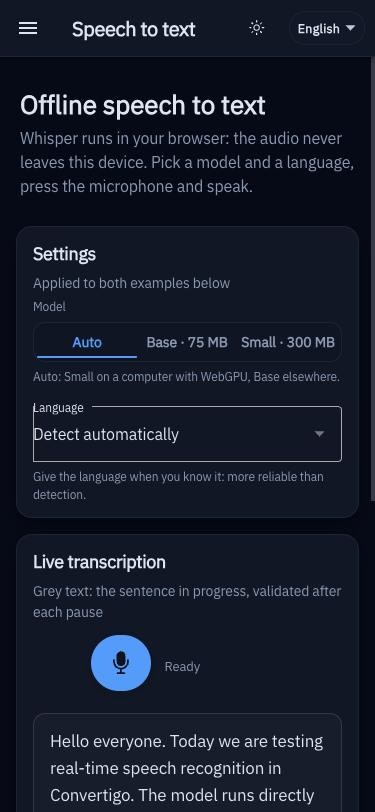 Speech to text
English
Offline speech to text
Whisper runs in your browser: the audio never
leaves this device. Pick a model and a language,
press the microphone and speak.
Settings
Applied to both examples below
Model
Auto
Base · 75 MB
Small · 300 MB
Auto: Small on a computer with WebGPU, Base elsewhere.
Language
Detect automatically
Give the language when you know it: more reliable than
detection.
Live transcription
Grey text: the sentence in progress, validated after
each pause
Ready
Hello everyone. Today we are testing
real-time speech recognition in
Convertigo. The model runs directly